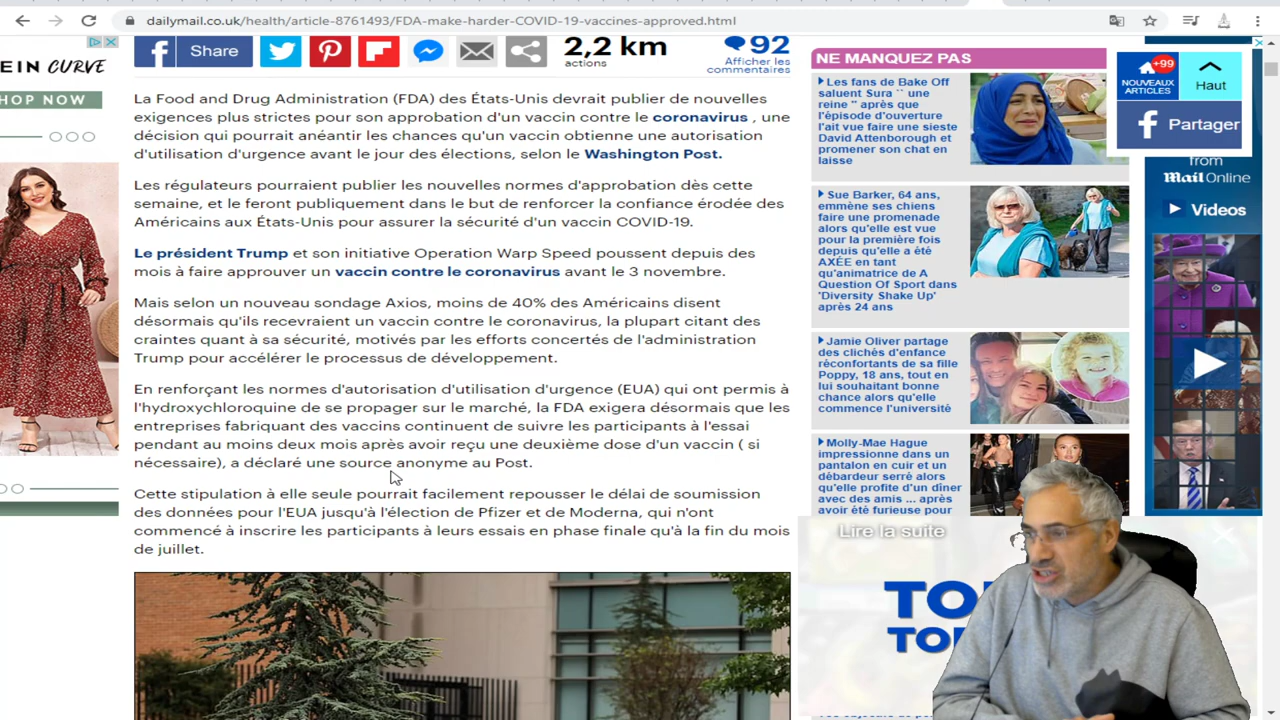 dailymail.co.uk/health/article-8761493/FDA-make-harder-COVID-19-vaccines-approved.html
EIN CURVE
HOP NOW
Share
2,2 km
actions
92
Afficher les
commentaires
La Food and Drug Administration (FDA) des États-Unis devrait publier de nouvelles
exigences plus strictes pour son approbation d'un vaccin contre le coronavirus , une
décision qui pourrait anéantir les chances qu'un vaccin obtienne une autorisation
d'utilisation d'urgence avant le jour des élections, selon le Washington Post.
Les régulateurs pourraient publier les nouvelles normes d'approbation dès cette
semaine, et le feront publiquement dans le but de renforcer la confiance érodée des
Américains aux États-Unis pour assurer la sécurité d'un vaccin COVID-19.
Le président Trump et son initiative Operation Warp Speed poussent depuis des
mois à faire approuver un vaccin contre le coronavirus avant le 3 novembre.
Mais selon un nouveau sondage Axios, moins de 40% des Américains disent
désormais qu'ils recevraient un vaccin contre le coronavirus, la plupart citant des
craintes quant à sa sécurité, motivés par les efforts concertés de l'administration
Trump pour accélérer le processus de développement.
En renforçant les normes d'autorisation d'utilisation d'urgence (EUA) qui ont permis à
l'hydroxychloroquine de se propager sur le marché, la FDA exigera désormais que les
entreprises fabriquant des vaccins continuent de suivre les participants à l'essai
pendant au moins deux mois après avoir reçu une deuxième dose d'un vaccin ( si
nécessaire), a déclaré une source anonyme au Post.
Cette stipulation à elle seule pourrait facilement repousser le délai de soumission
des données pour l'EUA jusqu'à l'élection de Pfizer et de Moderna, qui n'ont
commencé à inscrire les participants à leurs essais en phase finale qu'à la fin du mois
de juillet.
NE MANQUEZ PAS
Les fans de Bake Off
saluent Sura `` une
reine '' après que
l'épisode d'ouverture
l'ait vue faire une sieste
David Attenborough et
promener son chat en
laisse
Sue Barker, 64 ans,
emmène ses chiens
faire une promenade
alors qu'elle est vue
pour la première fois
depuis qu'elle a été
AXÉE en tant
qu'animatrice de A
Question Of Sport dans
'Diversity Shake Up'
après 24 ans
Jamie Oliver partage
des clichés d'enfance
réconfortants de sa fille
Poppy, 18 ans, tout en
lui souhaitant bonne
chance alors qu'elle
commence l'université
Molly-Mae Hague
impressionne dans un
pantalon en cuir et un
débardeur serré alors
qu'elle profite d'un dîner
avec des amis ... après
avoir été furieuse pour
+99
NOUVEAUX
ARTICLES
Haut
Partager
from
Mail Online
Videos
Lire la suite
TO
TO